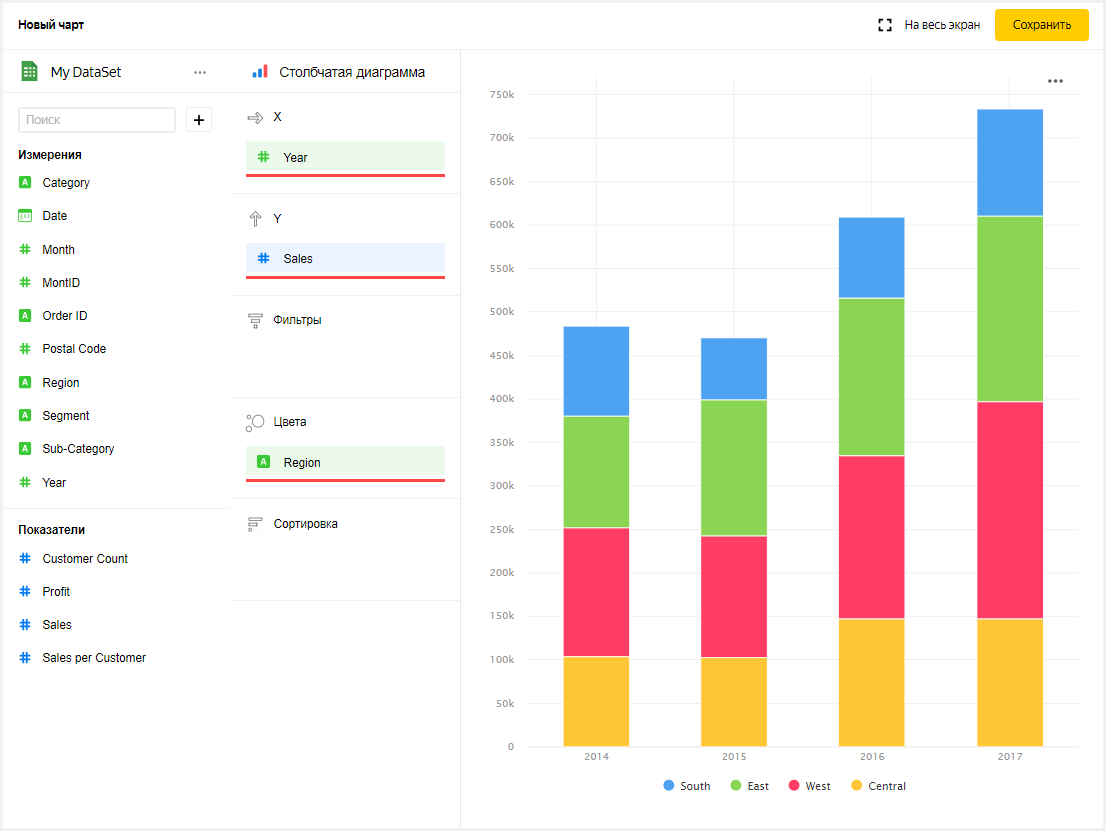 Новый чарт
На весь экран
Сохранить
My DataSet
Поиск
Измерения
Category
Date
Month
MontID
Order ID
Postal Code
Region
Segment
Sub-Category
Year
Показатели
Customer Count
Profit
Sales
Sales per Customer
Столбчатая диаграмма
X
Year
Y
Sales
Фильтры
Цвета
Region
Сортировка
750k
700k
650k
600k
550k
500k
450k
400k
350k
300k
250k
200k
150k
100k
50k
0
2014 2015 2016 2017
South East West Central